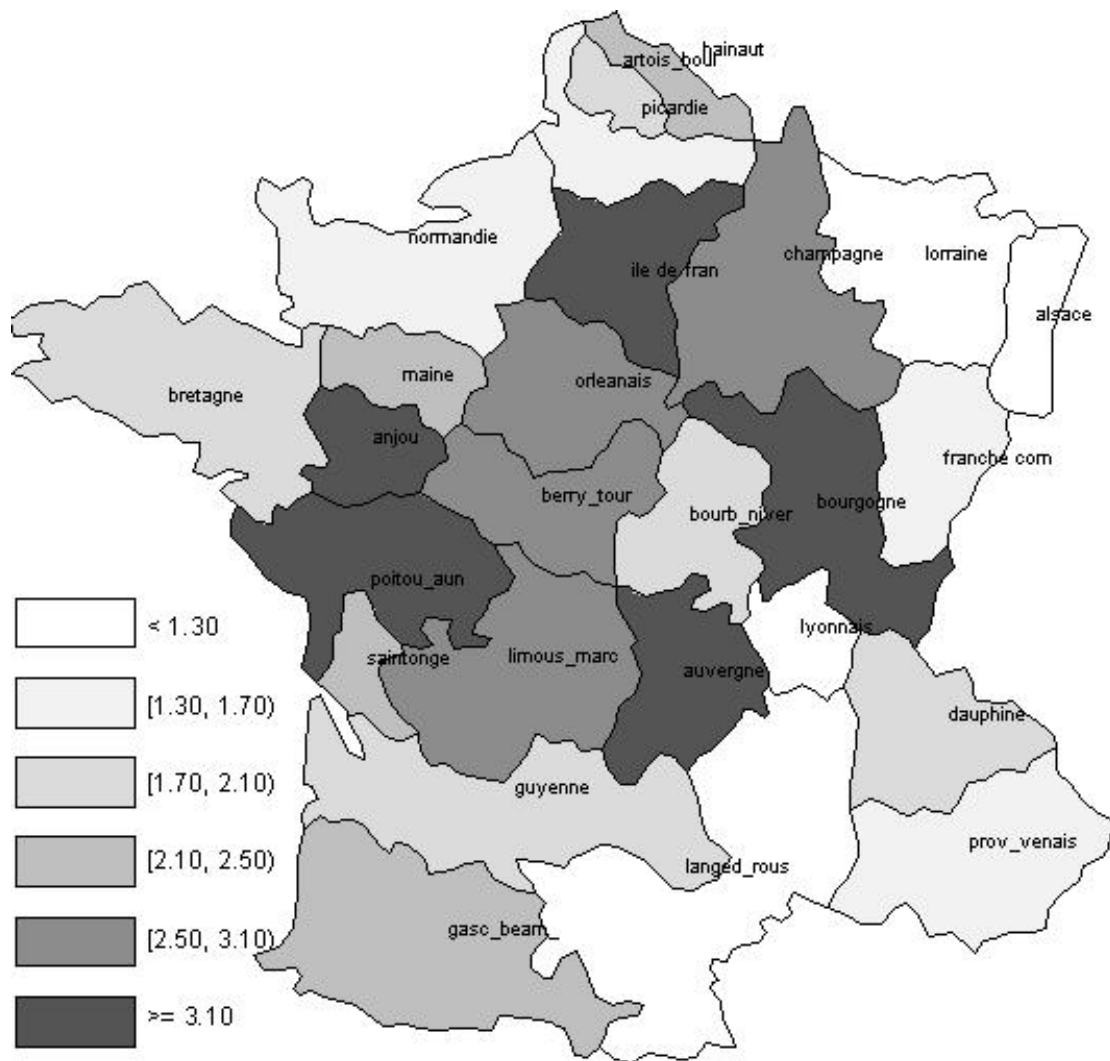 hainaut
artois_boul
picardie
normandie
ile de fran
champagne
lorraine
alsace
maine
orleanais
bretagne
anjou
franche com
berry_tour
bourgogne
bourb_niver
poitou_aun
< 1.30
lyonnais
saintonge
limous_marc
auvergne
[1.30, 1.70)
dauphine
[1.70, 2.10)
guyenne
prov_venais
[2.10, 2.50)
langed_rous
gasc_bearn_
[2.50, 3.10)
>= 3.10